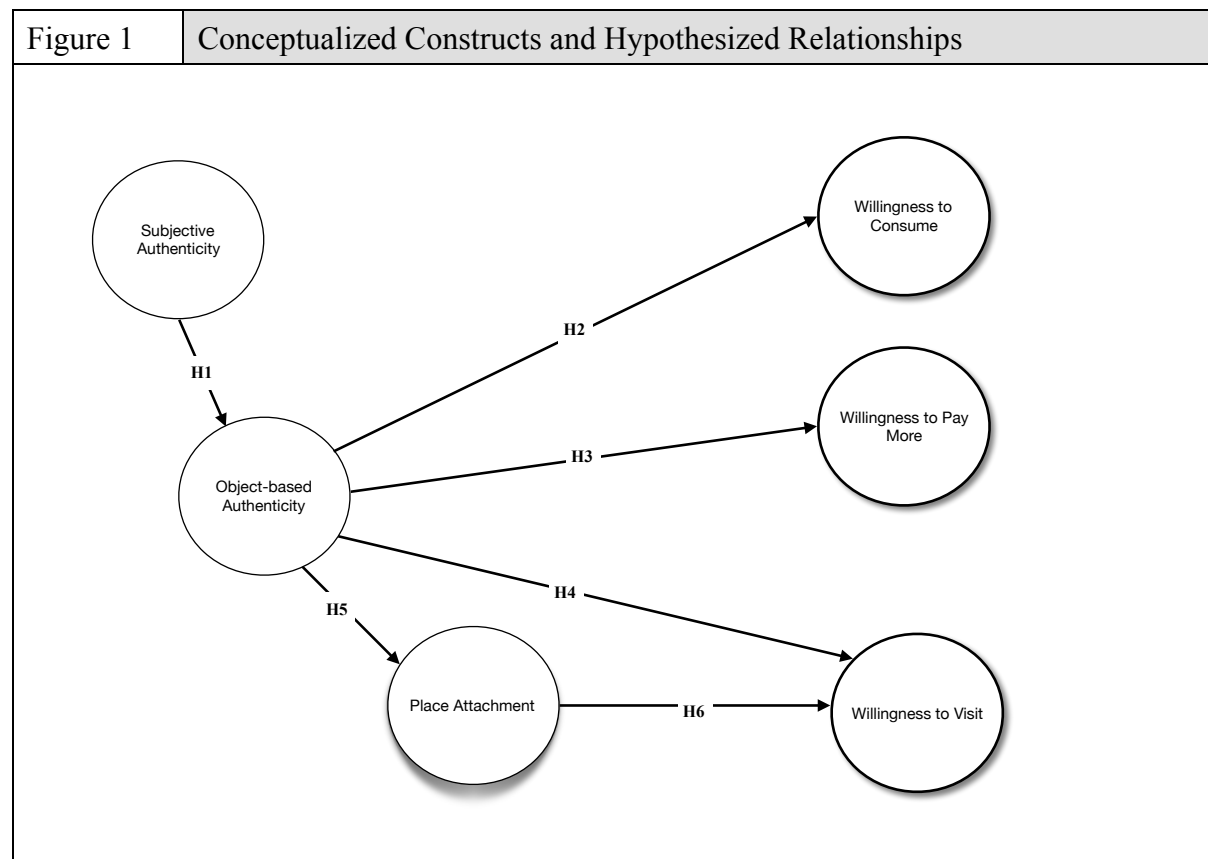 Figure 1
Conceptualized Constructs and Hypothesized Relationships
Subjective
Authenticity
Willingness to
Consume
H2
H1
Willingness to Pay
More
H3
Object-based
Authenticity
H4
H5
Place Attachment
H6
Willingness to Visit